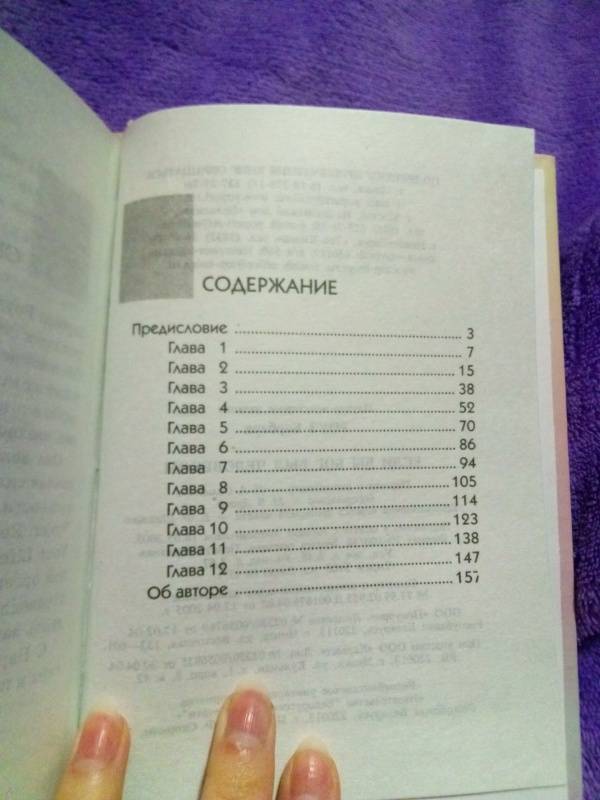 СОДЕРЖАНИЕ
Предисловие ........ 3
Глава 1 ........ 7
Глава 2 ........ 15
Глава 3 ........ 38
Глава 4 ........ 52
Глава 5 ........ 70
Глава 6 ........ 86
Глава 7 ........ 94
Глава 8 ........ 105
Глава 9 ........ 114
Глава 10 ........ 123
Глава 11 ........ 138
Глава 12 ........ 147
Об авторе ........ 157